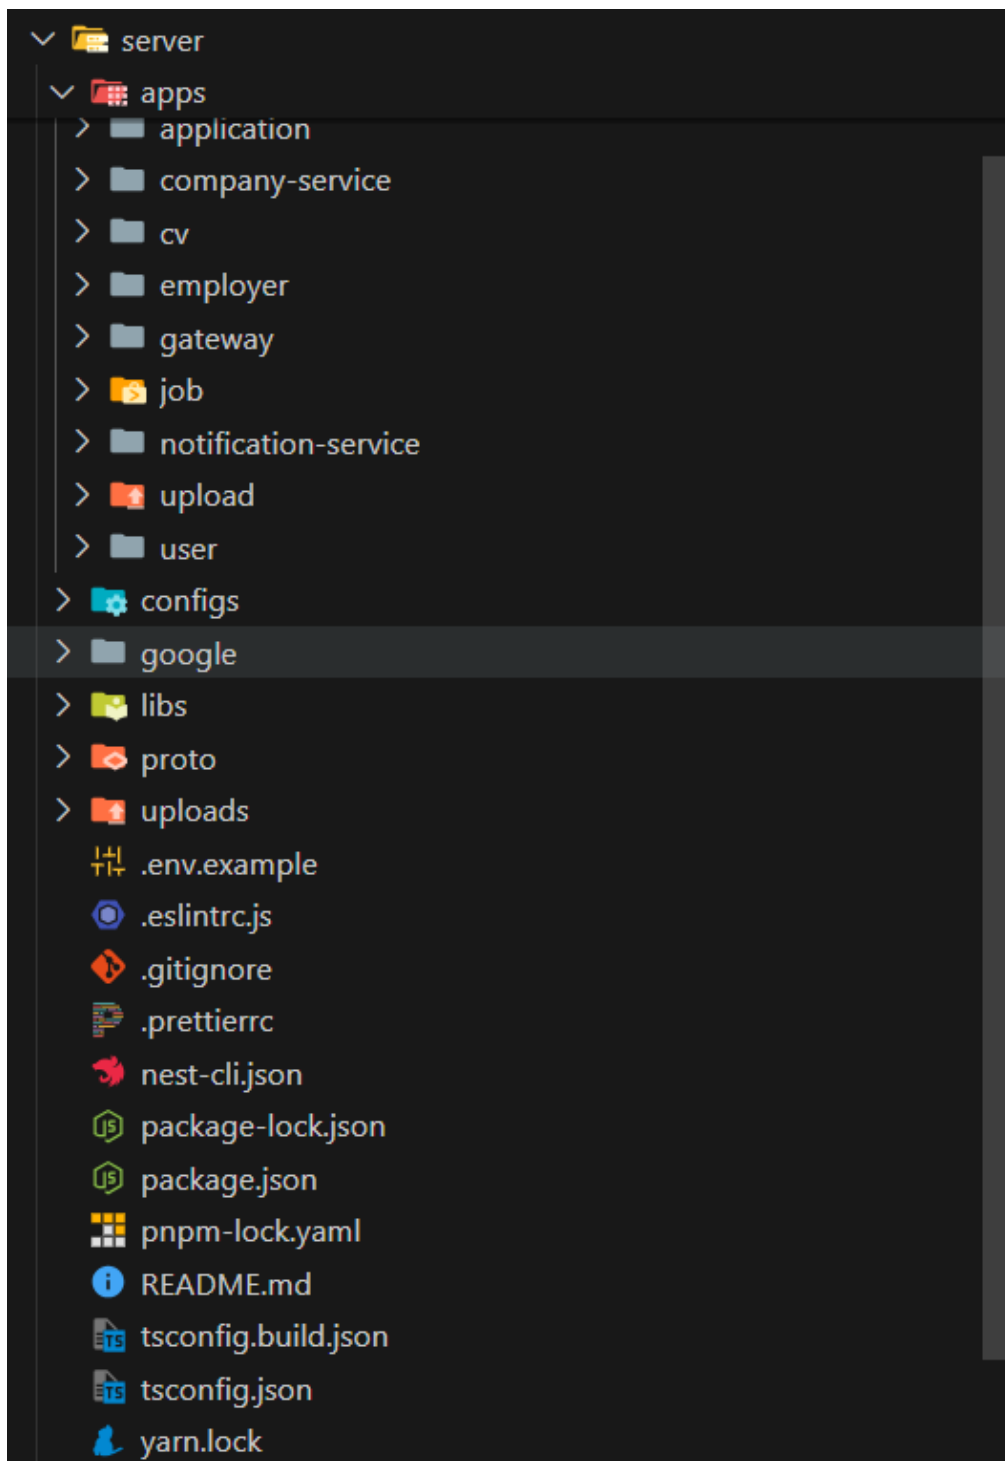 server
apps
application
company-service
cv
employer
gateway
job
notification-service
upload
user
configs
google
libs
proto
uploads
.env.example
.eslintrc.js
.gitignore
.prettierrc
nest-cli.json
package-lock.json
package.json
pnpm-lock.yaml
README.md
tsconfig.build.json
tsconfig.json
yarn.lock